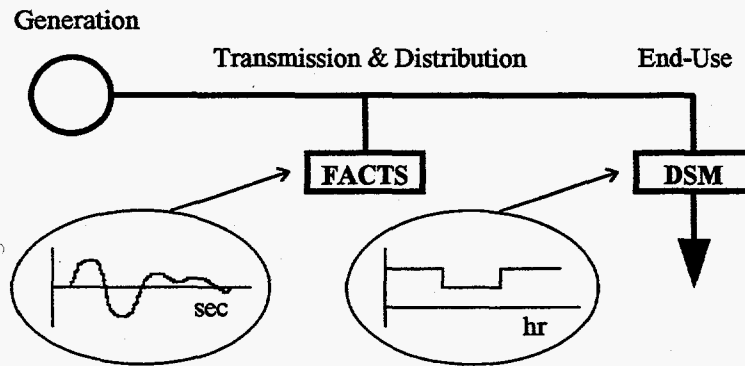 Generation
Transmission & Distribution
End-Use
FACTS
DSM
sec
hr